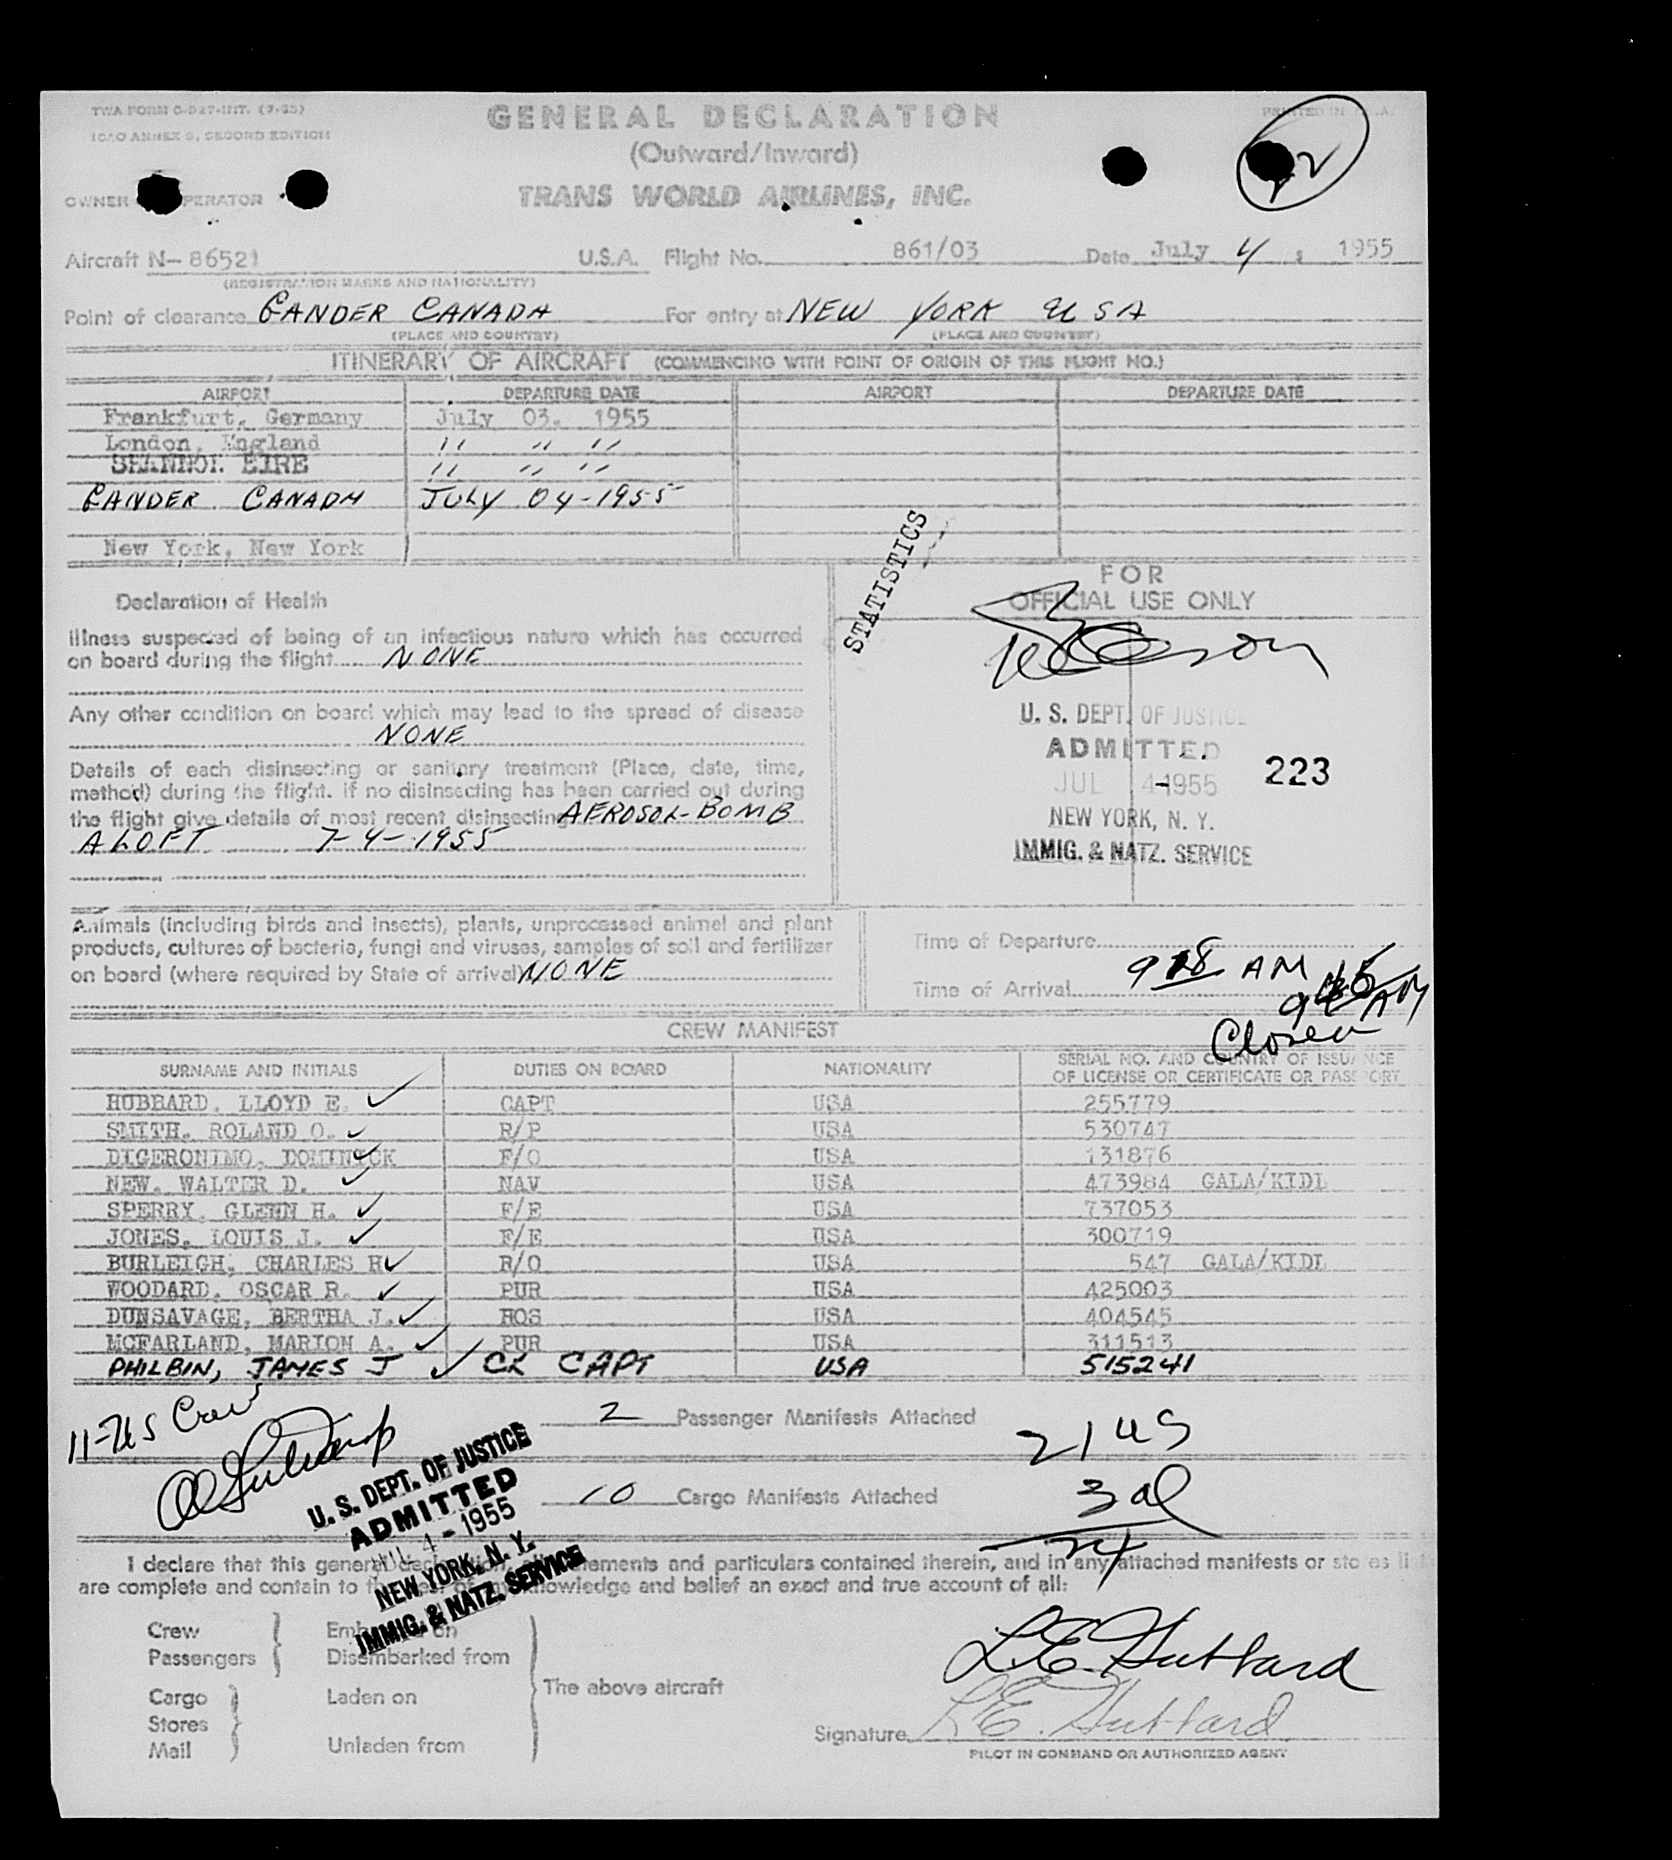 TWA FORM O-027-INT. (7-53)
GENERAL DECLARATION
ICAO ANNEX 9, SECOND EDITION
(Outward/Inward)
OWNER OPERATOR
TRANS WORLD AIRLINES, INC.
Aircraft N- 86521 U.S.A. Flight No. 861/03 Date July 4, 1955
(REGISTRATION MARKS AND NATIONALITY)
Point of clearance GANDER CANADA For entry at NEW YORK USA
(PLACE AND COUNTRY) (PLACE AND COUNTRY)
ITINERARY OF AIRCRAFT (COMMENCING WITH POINT OF ORIGIN OF THIS FLIGHT NO.)
AIRPORT DEPARTURE DATE AIRPORT DEPARTURE DATE
Frankfurt, Germany July 03. 1955
London, England " " "
SHANNON EIRE " " "
GANDER CANADA JULY 04-1955
New York, New York
STATISTICS
FOR
OFFICIAL USE ONLY
Declaration of Health
Illness suspected of being of an infectious nature which has occurred
on board during the flight NONE
Any other condition on board which may lead to the spread of disease
NONE
Details of each disinsecting or sanitary treatment (Place, date, time,
method) during the flight. If no disinsecting has been carried out during
the flight give details of most recent disinsecting AEROSOL-BOMB
ALOFT 7-4-1955
U. S. DEPT. OF JUSTICE
ADMITTED
JUL 4-1955
223
NEW YORK, N. Y.
IMMIG. & NATZ. SERVICE
Animals (including birds and insects), plants, unprocessed animal and plant
products, cultures of bacteria, fungi and viruses, samples of soil and fertilizer
on board (where required by State of arrival) NONE
Time of Departure
Time of Arrival 918 AM
945 AM
Closed
CREW MANIFEST
SURNAME AND INITIALS DUTIES ON BOARD NATIONALITY SERIAL NO. AND COUNTRY OF ISSUANCE
OF LICENSE OR CERTIFICATE OR PASSPORT
HUBBARD, LLOYD E. CAPT USA 255779
SMITH, ROLAND O. R/P USA 530747
DIGERONIMO, DOMINICK F/O USA 131876
NEW, WALTER D. NAV USA 473984 GALA/KIDL
SPERRY, GLENN H. F/E USA 737053
JONES, LOUIS J. F/E USA 300719
BURLEIGH, CHARLES R R/O USA 547 GALA/KIDL
WOODARD, OSCAR R. PUR USA 425003
DUNSAVAGE, BERTHA J. HOS USA 404545
MCFARLAND, MARION A. PUR USA 311513
PHILBIN, JAMES J CK CAPT USA 515241
11-US Crew
2 Passenger Manifests Attached
21 US
10 Cargo Manifests Attached
3 al
24
U. S. DEPT. OF JUSTICE
ADMITTED
JUL 4 - 1955
NEW YORK, N. Y.
IMMIG. & NATZ. SERVICE
I declare that this general declaration, all statements and particulars contained therein, and in any attached manifests or stores
are complete and contain to the best of my knowledge and belief an exact and true account of all:
Crew
Passengers
Embarked on
Disembarked from
Cargo
Stores
Mail
Laden on
Unladen from
The above aircraft
L.E. Hubbard
Signature L.E. Hubbard
PILOT IN COMMAND OR AUTHORIZED AGENT